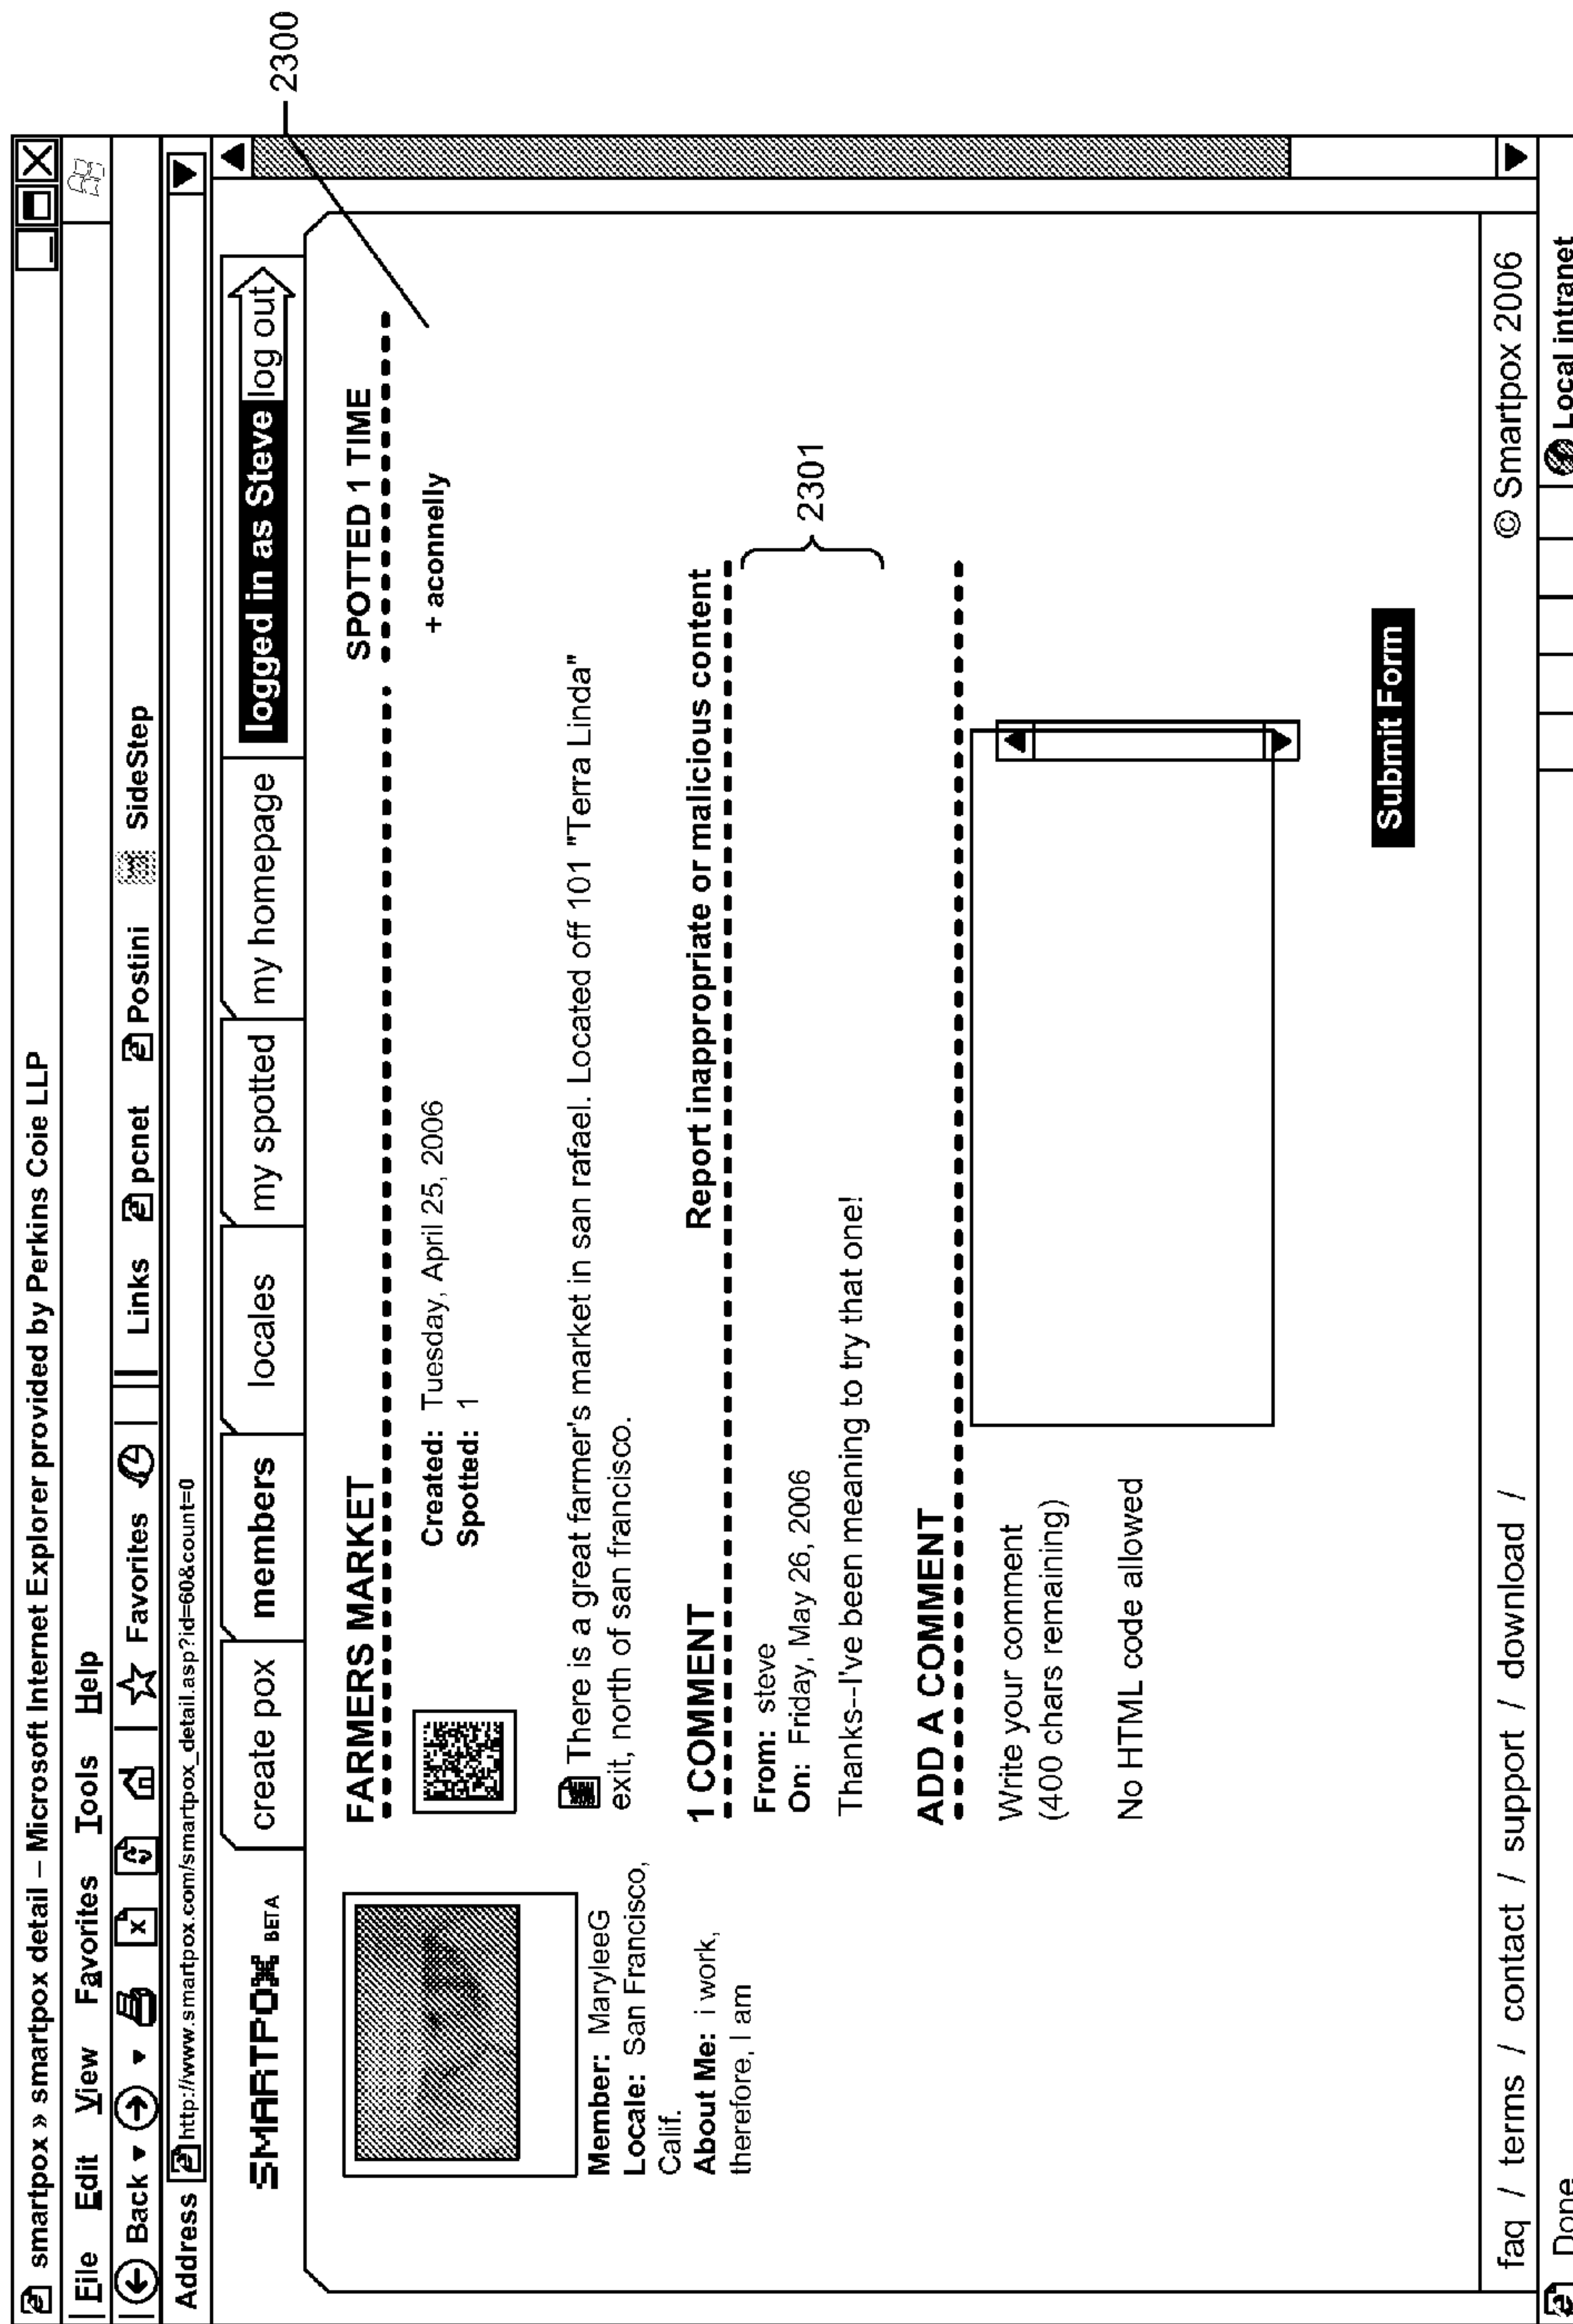 smartpox » smartpox detail – Microsoft Internet Explorer provided by Perkins Coie LLP
File Edit View Favorites Tools Help
Back Favorites Links pcnet Postini SideStep
Address http://www.smartpox.com/smartpox_detail.asp?id=60&count=0
SMARTPOX BETA
create pox members locales my spotted my homepage logged in as Steve log out
2300
Member: MaryleeG
Locale: San Francisco,
Calif.
About Me: i work,
therefore, I am
FARMERS MARKET
Created: Tuesday, April 25, 2006
Spotted: 1
There is a great farmer's market in san rafael. Located off 101 "Terra Linda"
exit, north of san francisco.
SPOTTED 1 TIME
+ aconnelly
1 COMMENT Report inappropriate or malicious content
From: steve
On: Friday, May 26, 2006
Thanks--I've been meaning to try that one!
2301
ADD A COMMENT
Write your comment
(400 chars remaining)
No HTML code allowed
Submit Form
faq / terms / contact / support / download / © Smartpox 2006
Done Local intranet